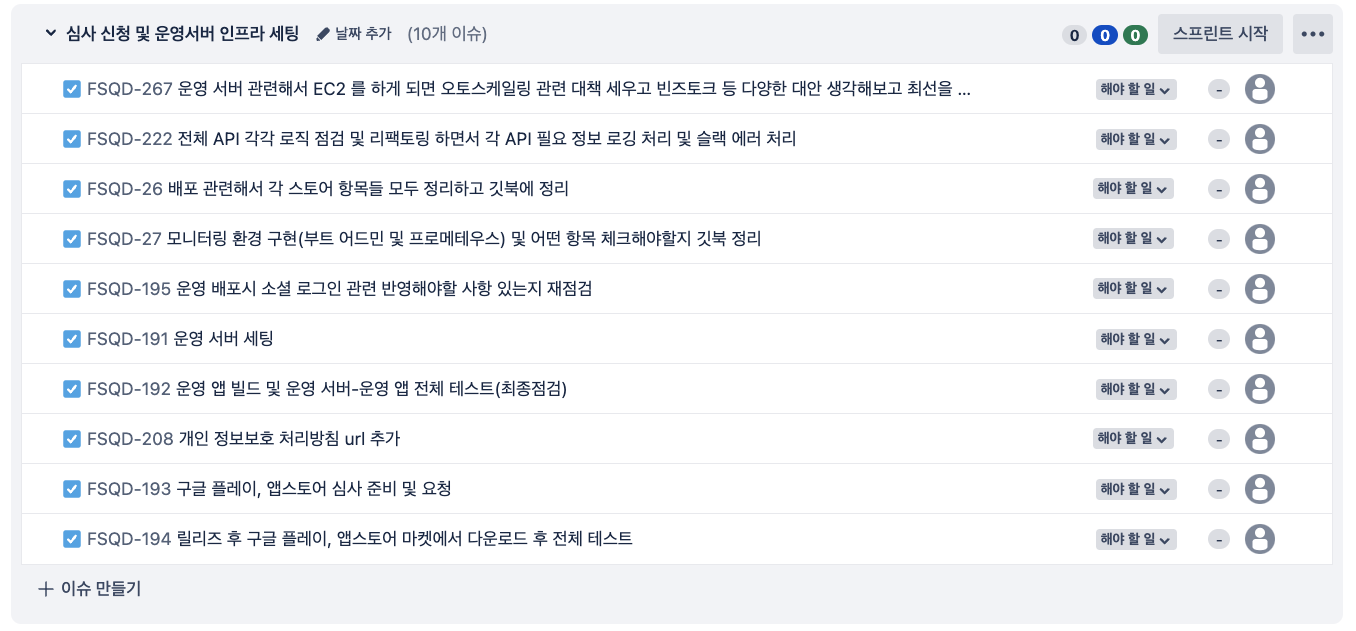 심사 신청 및 운영서버 인프라 세팅 날짜 추가 (10개 이슈) 0 0 0 스프린트 시작
FSQD-267 운영 서버 관련해서 EC2 를 하게 되면 오토스케일링 관련 대책 세우고 빈즈토크 등 다양한 대안 생각해보고 최선을 ... 해야 할 일 -
FSQD-222 전체 API 각각 로직 점검 및 리팩토링 하면서 각 API 필요 정보 로깅 처리 및 슬랙 에러 처리 해야 할 일 -
FSQD-26 배포 관련해서 각 스토어 항목들 모두 정리하고 깃북에 정리 해야 할 일 -
FSQD-27 모니터링 환경 구현(부트 어드민 및 프로메테우스) 및 어떤 항목 체크해야할지 깃북 정리 해야 할 일 -
FSQD-195 운영 배포시 소셜 로그인 관련 반영해야할 사항 있는지 재점검 해야 할 일 -
FSQD-191 운영 서버 세팅 해야 할 일 -
FSQD-192 운영 앱 빌드 및 운영 서버-운영 앱 전체 테스트(최종점검) 해야 할 일 -
FSQD-208 개인 정보보호 처리방침 url 추가 해야 할 일 -
FSQD-193 구글 플레이, 앱스토어 심사 준비 및 요청 해야 할 일 -
FSQD-194 릴리즈 후 구글 플레이, 앱스토어 마켓에서 다운로드 후 전체 테스트 해야 할 일 -
+ 이슈 만들기